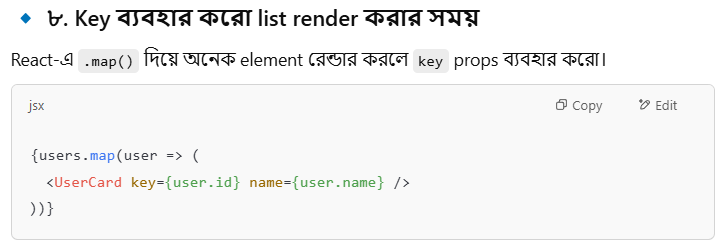 ৮. Key ব্যবহার করো list render করার সময়
React-এ .map() দিয়ে অনেক element রেন্ডার করলে key props ব্যবহার করো।
jsx Copy Edit
{users.map(user => (
  <UserCard key={user.id} name={user.name} />
))}